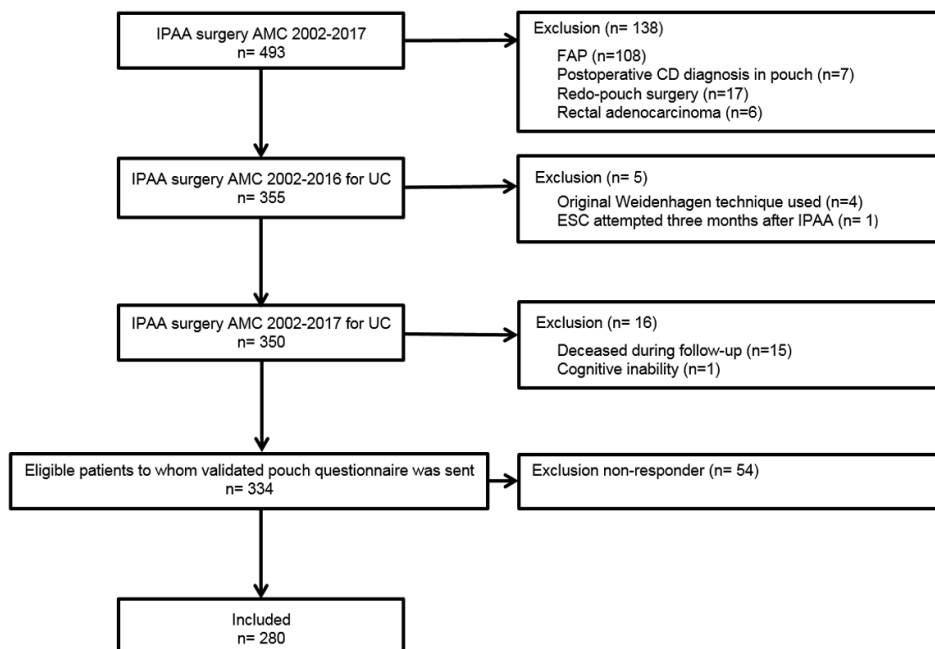 IPAA surgery AMC 2002-2017
n= 493
Exclusion (n= 138)
FAP (n=108)
Postoperative CD diagnosis in pouch (n=7)
Redo-pouch surgery (n=17)
Rectal adenocarcinoma (n=6)
IPAA surgery AMC 2002-2016 for UC
n= 355
Exclusion (n= 5)
Original Weidenhagen technique used (n=4)
ESC attempted three months after IPAA (n= 1)
IPAA surgery AMC 2002-2017 for UC
n= 350
Exclusion (n= 16)
Deceased during follow-up (n=15)
Cognitive inability (n=1)
Eligible patients to whom validated pouch questionnaire was sent
n= 334
Exclusion non-responder (n= 54)
Included
n= 280